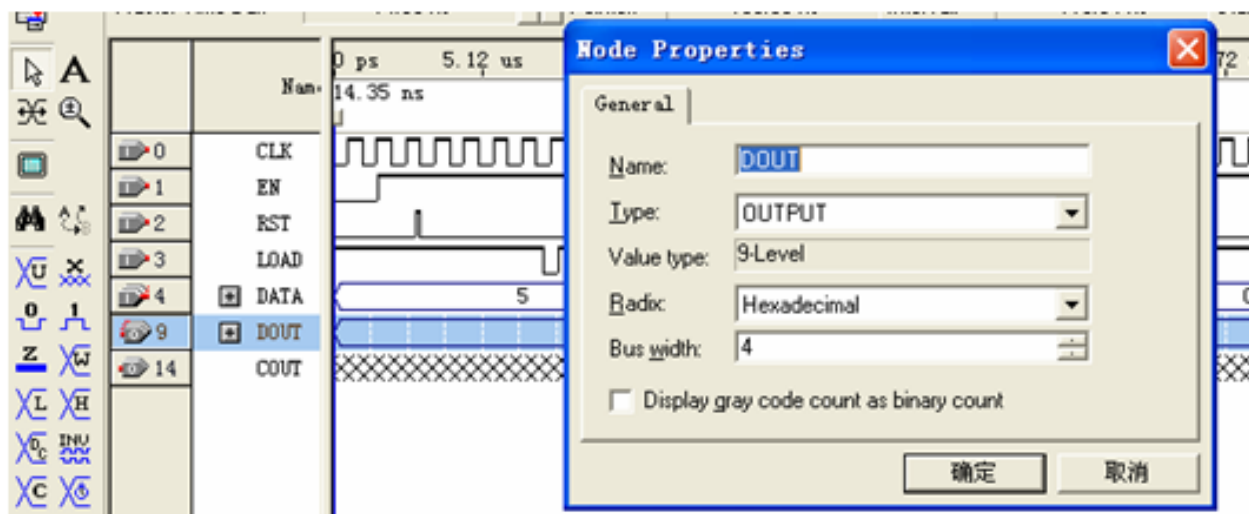 Node Properties
0 ps
5.12 us
72
Nam
14.35 ns
General
A
0
CLK
Name:
DOUT
1
EN
2
RST
Type:
OUTPUT
3
LOAD
Value type:
9-Level
4
DATA
5
Radix:
Hexadecimal
9
DOUT
Bus width:
4
14
COUT
Display gray code count as binary count
确定
取消